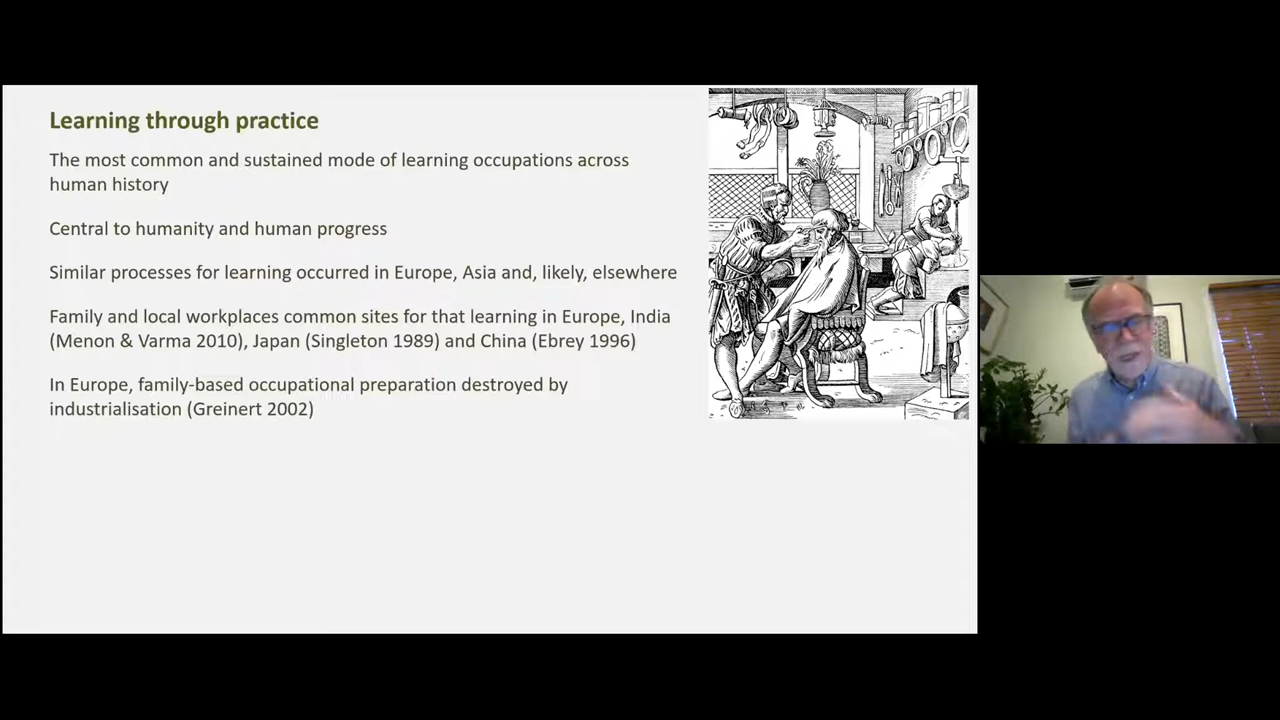 Learning through practice
The most common and sustained mode of learning occupations across
human history
Central to humanity and human progress
Similar processes for learning occurred in Europe, Asia and, likely, elsewhere
Family and local workplaces common sites for that learning in Europe, India
(Menon & Varma 2010), Japan (Singleton 1989) and China (Ebrey 1996)
In Europe, family-based occupational preparation destroyed by
industrialisation (Greinert 2002)